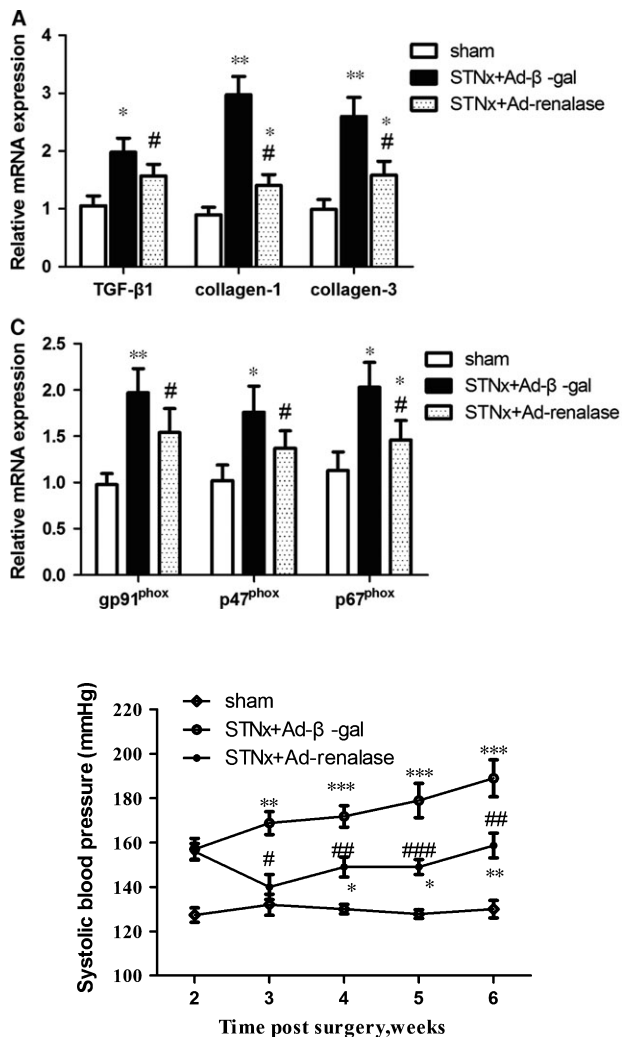 A
Relative mRNA expression
4
3
2
1
0
sham
STNx+Ad-β -gal
STNx+Ad-renalase
*
#
**
*
#
**
*
#
TGF-β1 collagen-1 collagen-3
C
Relative mRNA expression
2.5
2.0
1.5
1.0
0.5
0.0
sham
STNx+Ad-β -gal
STNx+Ad-renalase
**
#
*
#
*
*
#
gp91phox p47phox p67phox
Systolic blood pressure (mmHg)
220
200
180
160
140
120
100
sham
STNx+Ad-β -gal
STNx+Ad-renalase
** *** *** ***
# ## ### ##
* * **
2 3 4 5 6
Time post surgery,weeks